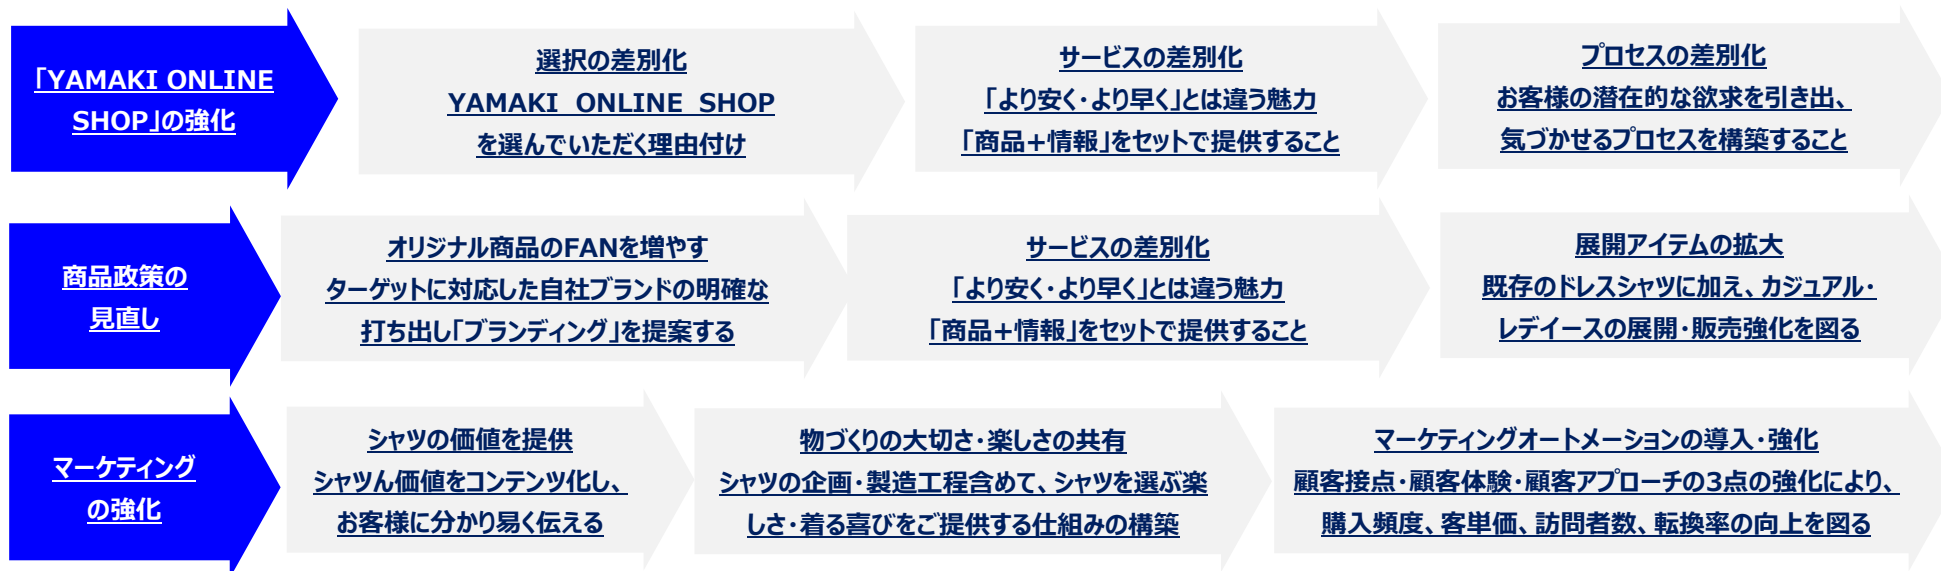 「YAMAKI ONLINE
SHOP」の強化
選択の差別化
YAMAKI ONLINE SHOP
を選んでいただく理由付け
サービスの差別化
「より安く・より早く」とは違う魅力
「商品＋情報」をセットで提供すること
プロセスの差別化
お客様の潜在的な欲求を引き出、
気づかせるプロセスを構築すること
商品政策の
見直し
オリジナル商品のFANを増やす
ターゲットに対応した自社ブランドの明確な
打ち出し「ブランディング」を提案する
サービスの差別化
「より安く・より早く」とは違う魅力
「商品＋情報」をセットで提供すること
展開アイテムの拡大
既存のドレスシャツに加え、カジュアル・
レデイースの展開・販売強化を図る
マーケティング
の強化
シャツの価値を提供
シャツん価値をコンテンツ化し、
お客様に分かり易く伝える
物づくりの大切さ・楽しさの共有
シャツの企画・製造工程含めて、シャツを選ぶ楽
しさ・着る喜びをご提供する仕組みの構築
マーケティングオートメーションの導入・強化
顧客接点・顧客体験・顧客アプローチの3点の強化により、
購入頻度、客単価、訪問者数、転換率の向上を図る